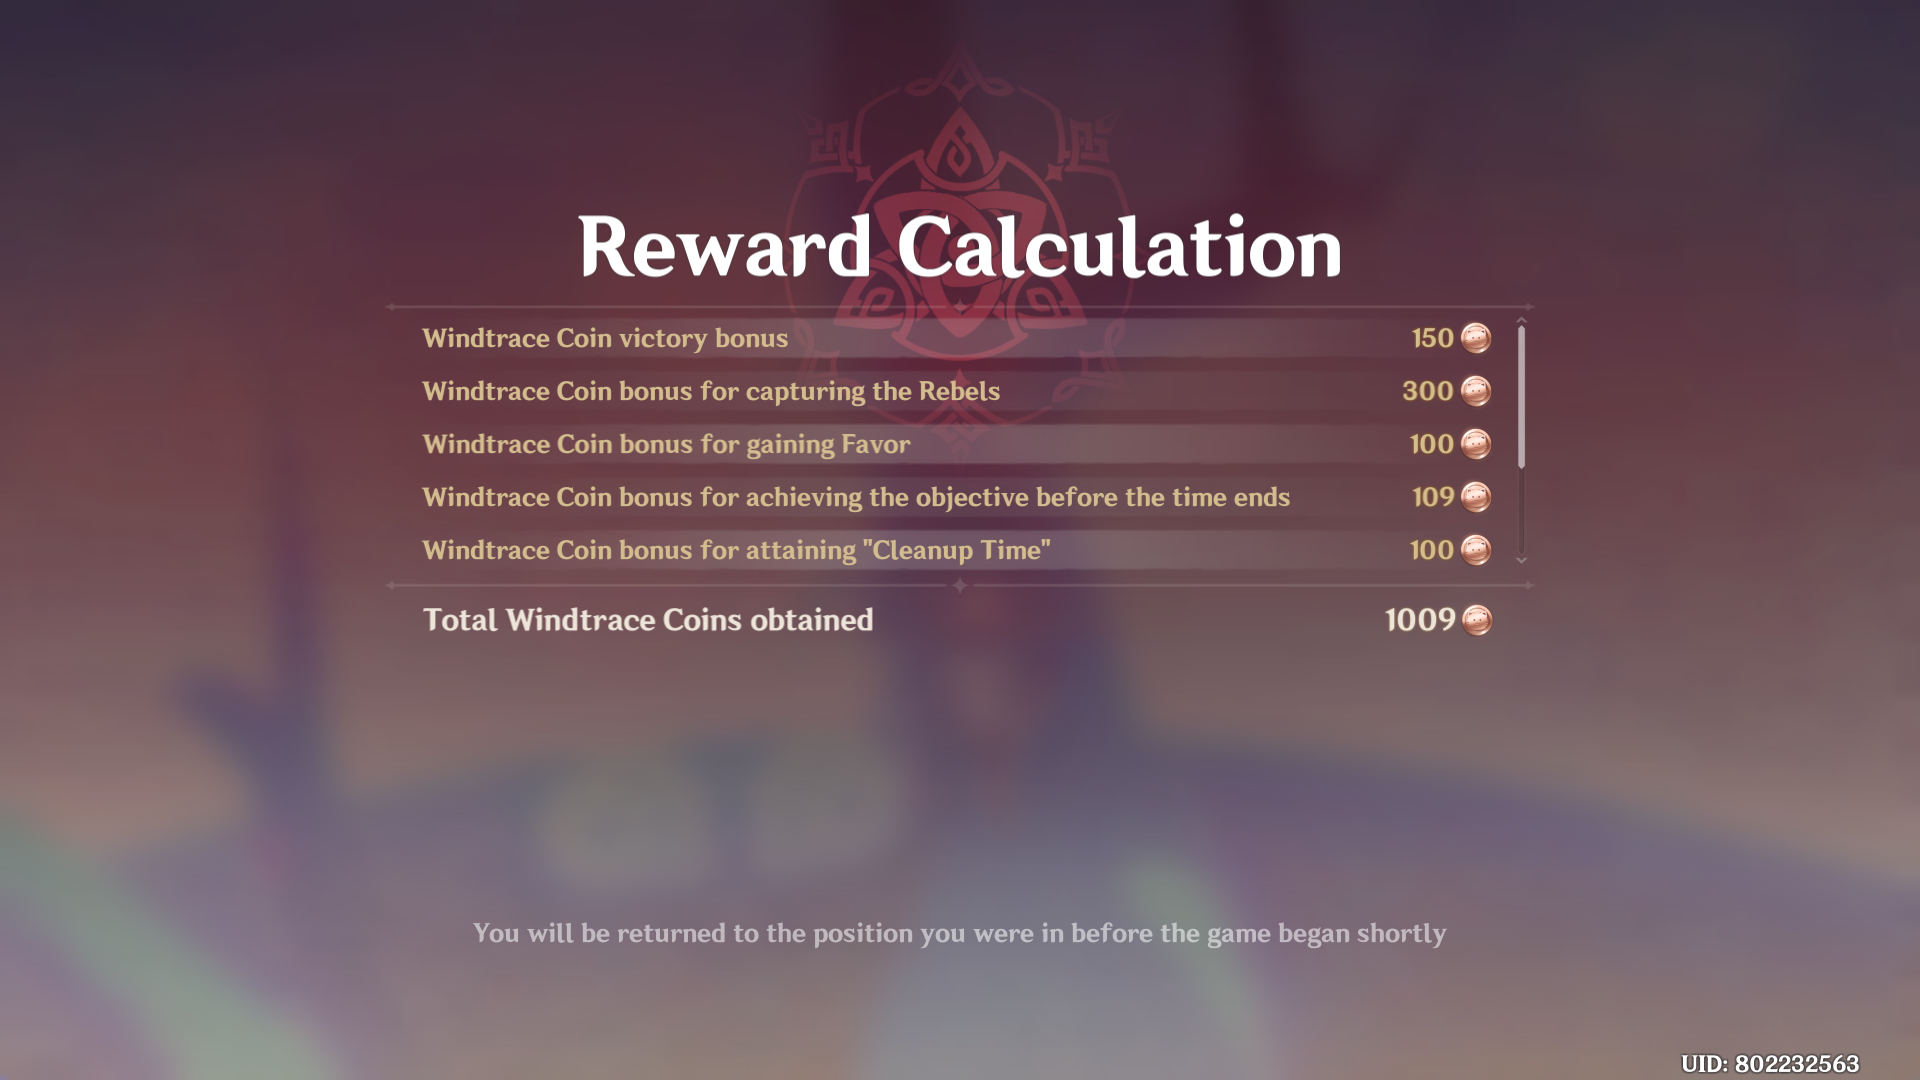 Reward Calculation
Windtrace Coin victory bonus 150
Windtrace Coin bonus for capturing the Rebels 300
Windtrace Coin bonus for gaining Favor 100
Windtrace Coin bonus for achieving the objective before the time ends 109
Windtrace Coin bonus for attaining "Cleanup Time" 100
Total Windtrace Coins obtained 1009
You will be returned to the position you were in before the game began shortly
UID: 802232563